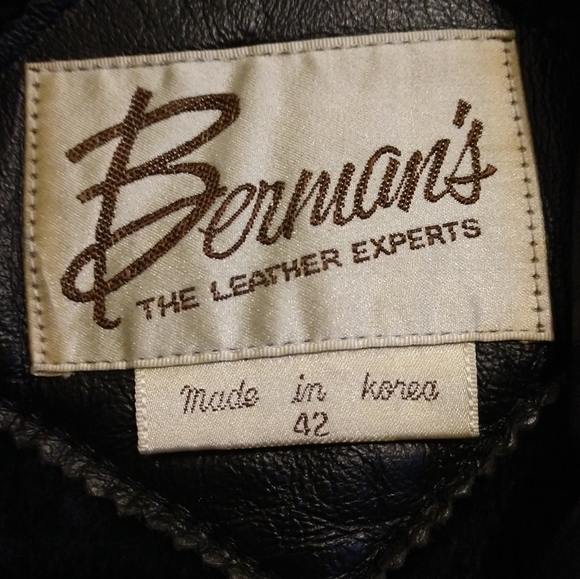 Berman's
THE LEATHER EXPERTS
made in korea
42